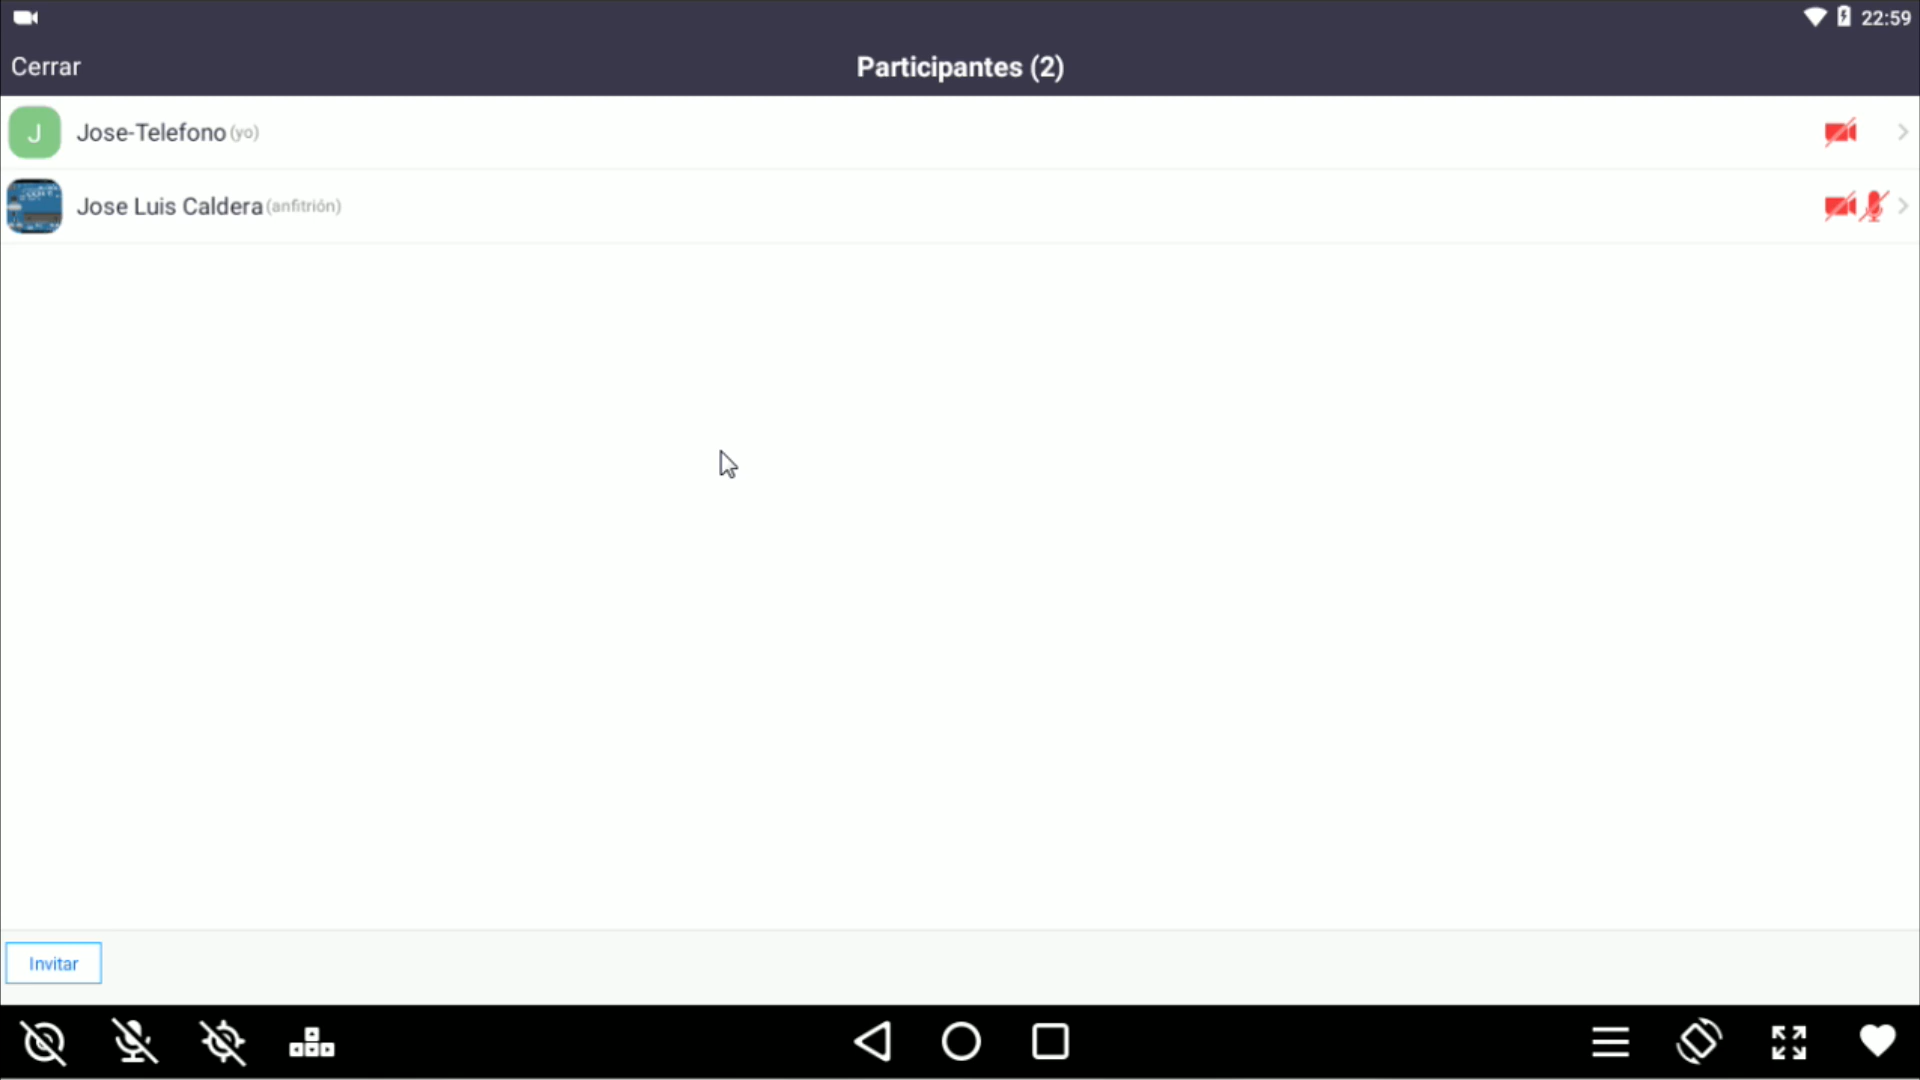 22:59
Cerrar
Participantes (2)
J
Jose-Telefono (yo)
Jose Luis Caldera (anfitrión)
Invitar